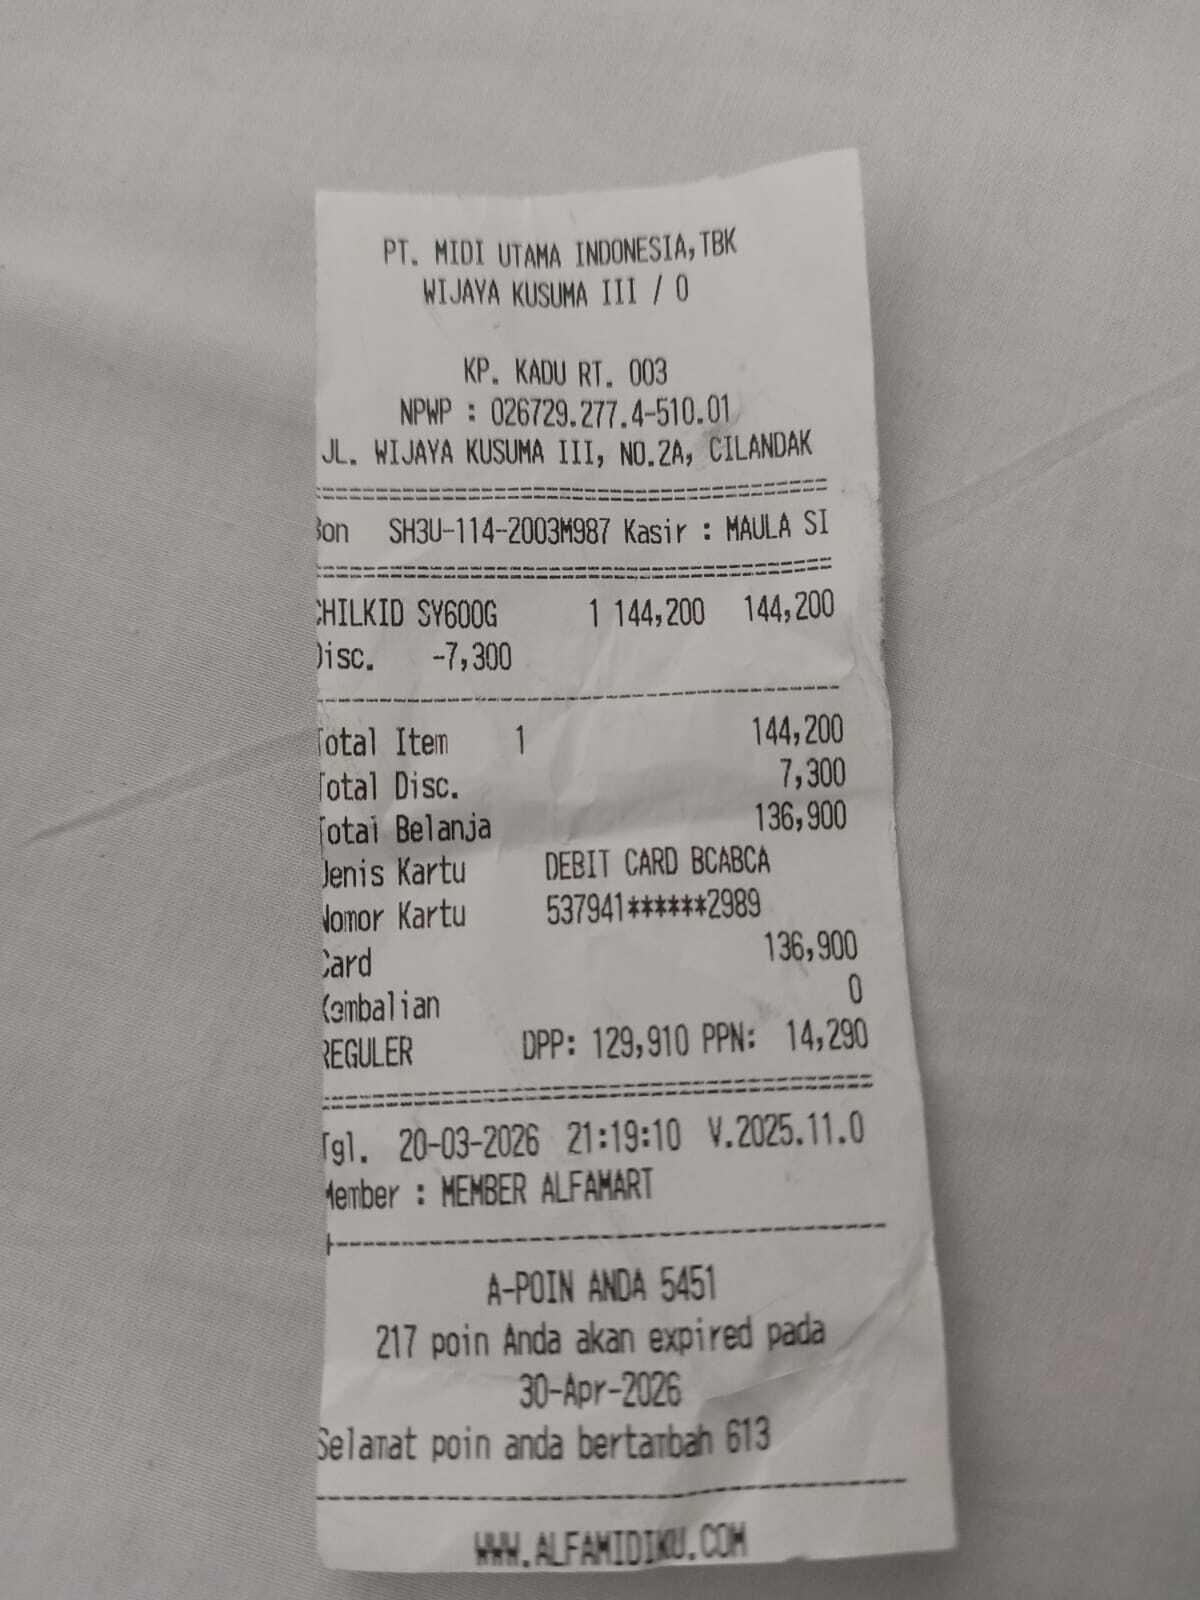 PT. MIDI UTAMA INDONESIA,TBK
WIJAYA KUSUMA III / 0
KP. KADU RT. 003
NPWP : 026729.277.4-510.01
JL. WIJAYA KUSUMA III, NO.2A, CILANDAK
Bon SH3U-114-2003M987 Kasir : MAULA SI
CHILKID SY600G 1 144,200 144,200
Disc. -7,300
Total Item 1 144,200
Total Disc. 7,300
Total Belanja 136,900
Jenis Kartu DEBIT CARD BCABCA
Nomor Kartu 537941******2989
Card 136,900
Kembalian 0
REGULER DPP: 129,910 PPN: 14,290
Tgl. 20-03-2026 21:19:10 V.2025.11.0
Member : MEMBER ALFAMART
A-POIN ANDA 5451
217 poin Anda akan expired pada
30-Apr-2026
Selamat poin anda bertambah 613
WWW.ALFAMIDIKU.COM